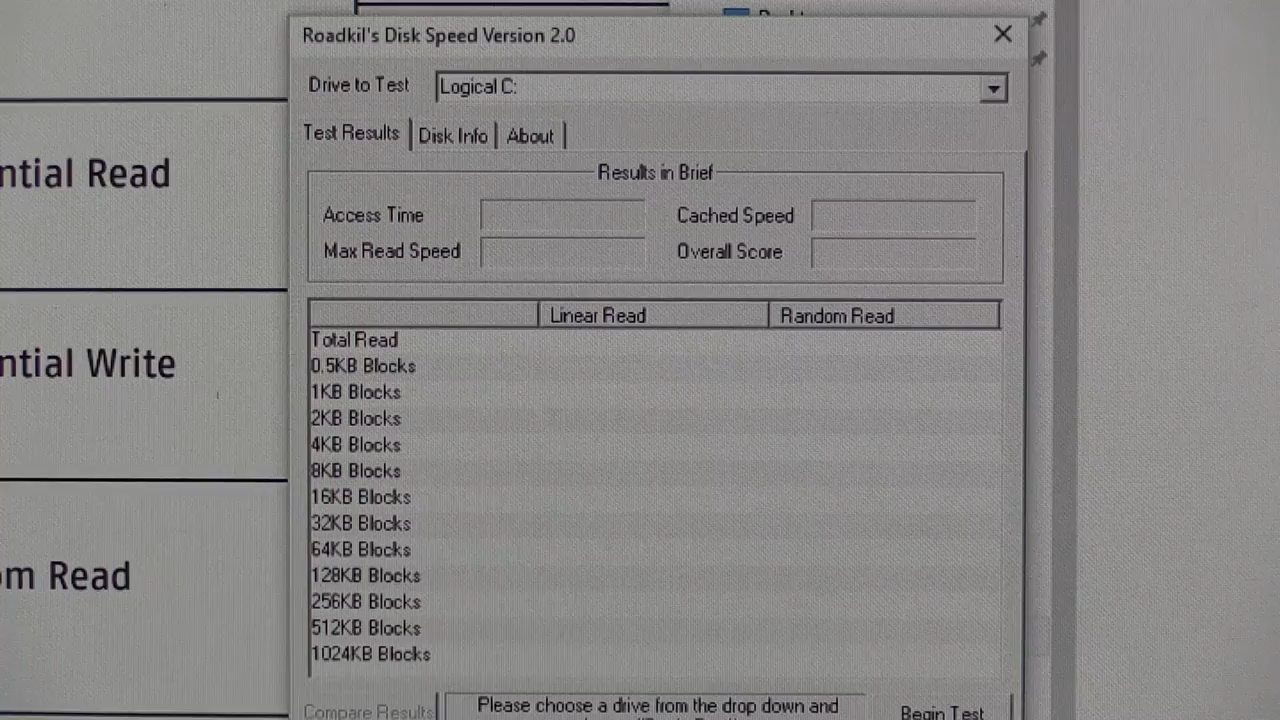 Roadkil's Disk Speed Version 2.0
Drive to Test Logical C:
Test Results Disk Info About
ntial Read
Results in Brief
Access Time Cached Speed
Max Read Speed Overall Score
Linear Read Random Read
Total Read
0.5KB Blocks
ntial Write
1KB Blocks
2KB Blocks
4KB Blocks
8KB Blocks
16KB Blocks
32KB Blocks
64KB Blocks
om Read
128KB Blocks
256KB Blocks
512KB Blocks
1024KB Blocks
Please choose a drive from the drop down and
Compare Results Begin Test